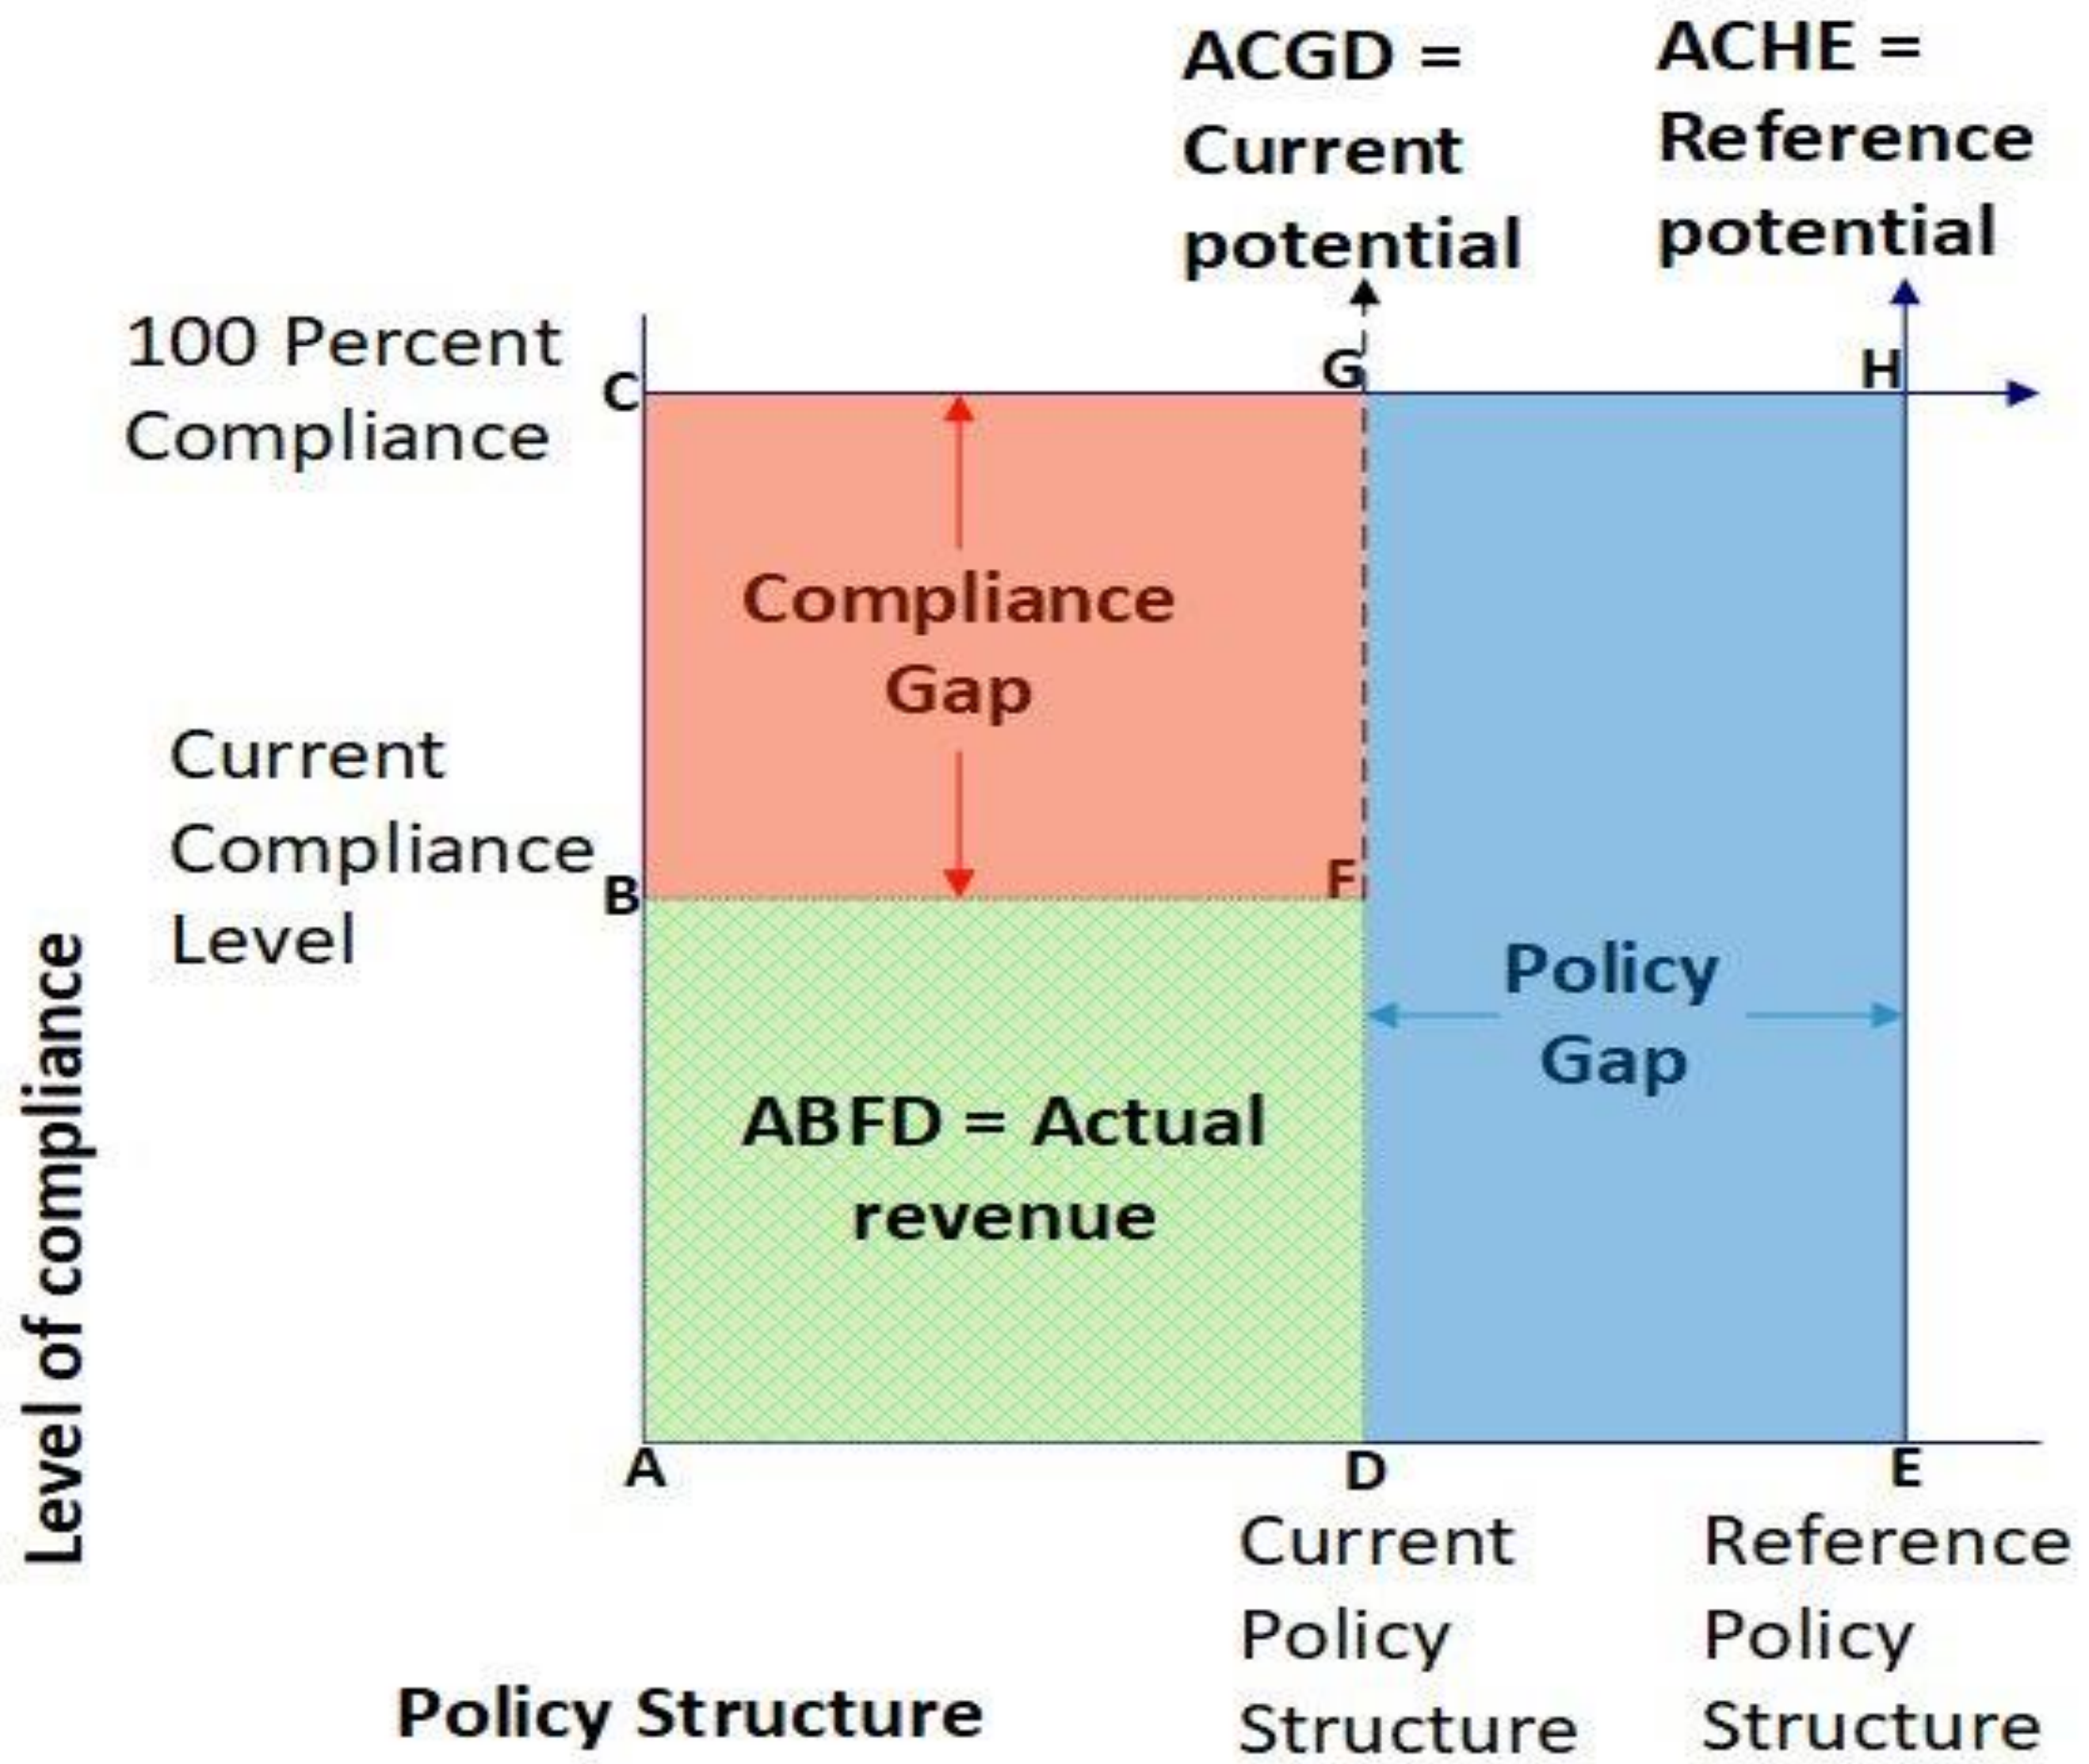 ACGD =
Current
potential
ACHE =
Reference
potential
100 Percent
Compliance
C
G
H
Compliance
Gap
Current
Compliance
Level
B
F
Policy
Gap
ABFD = Actual
revenue
Level of compliance
A
D
E
Current
Policy
Structure
Reference
Policy
Structure
Policy Structure